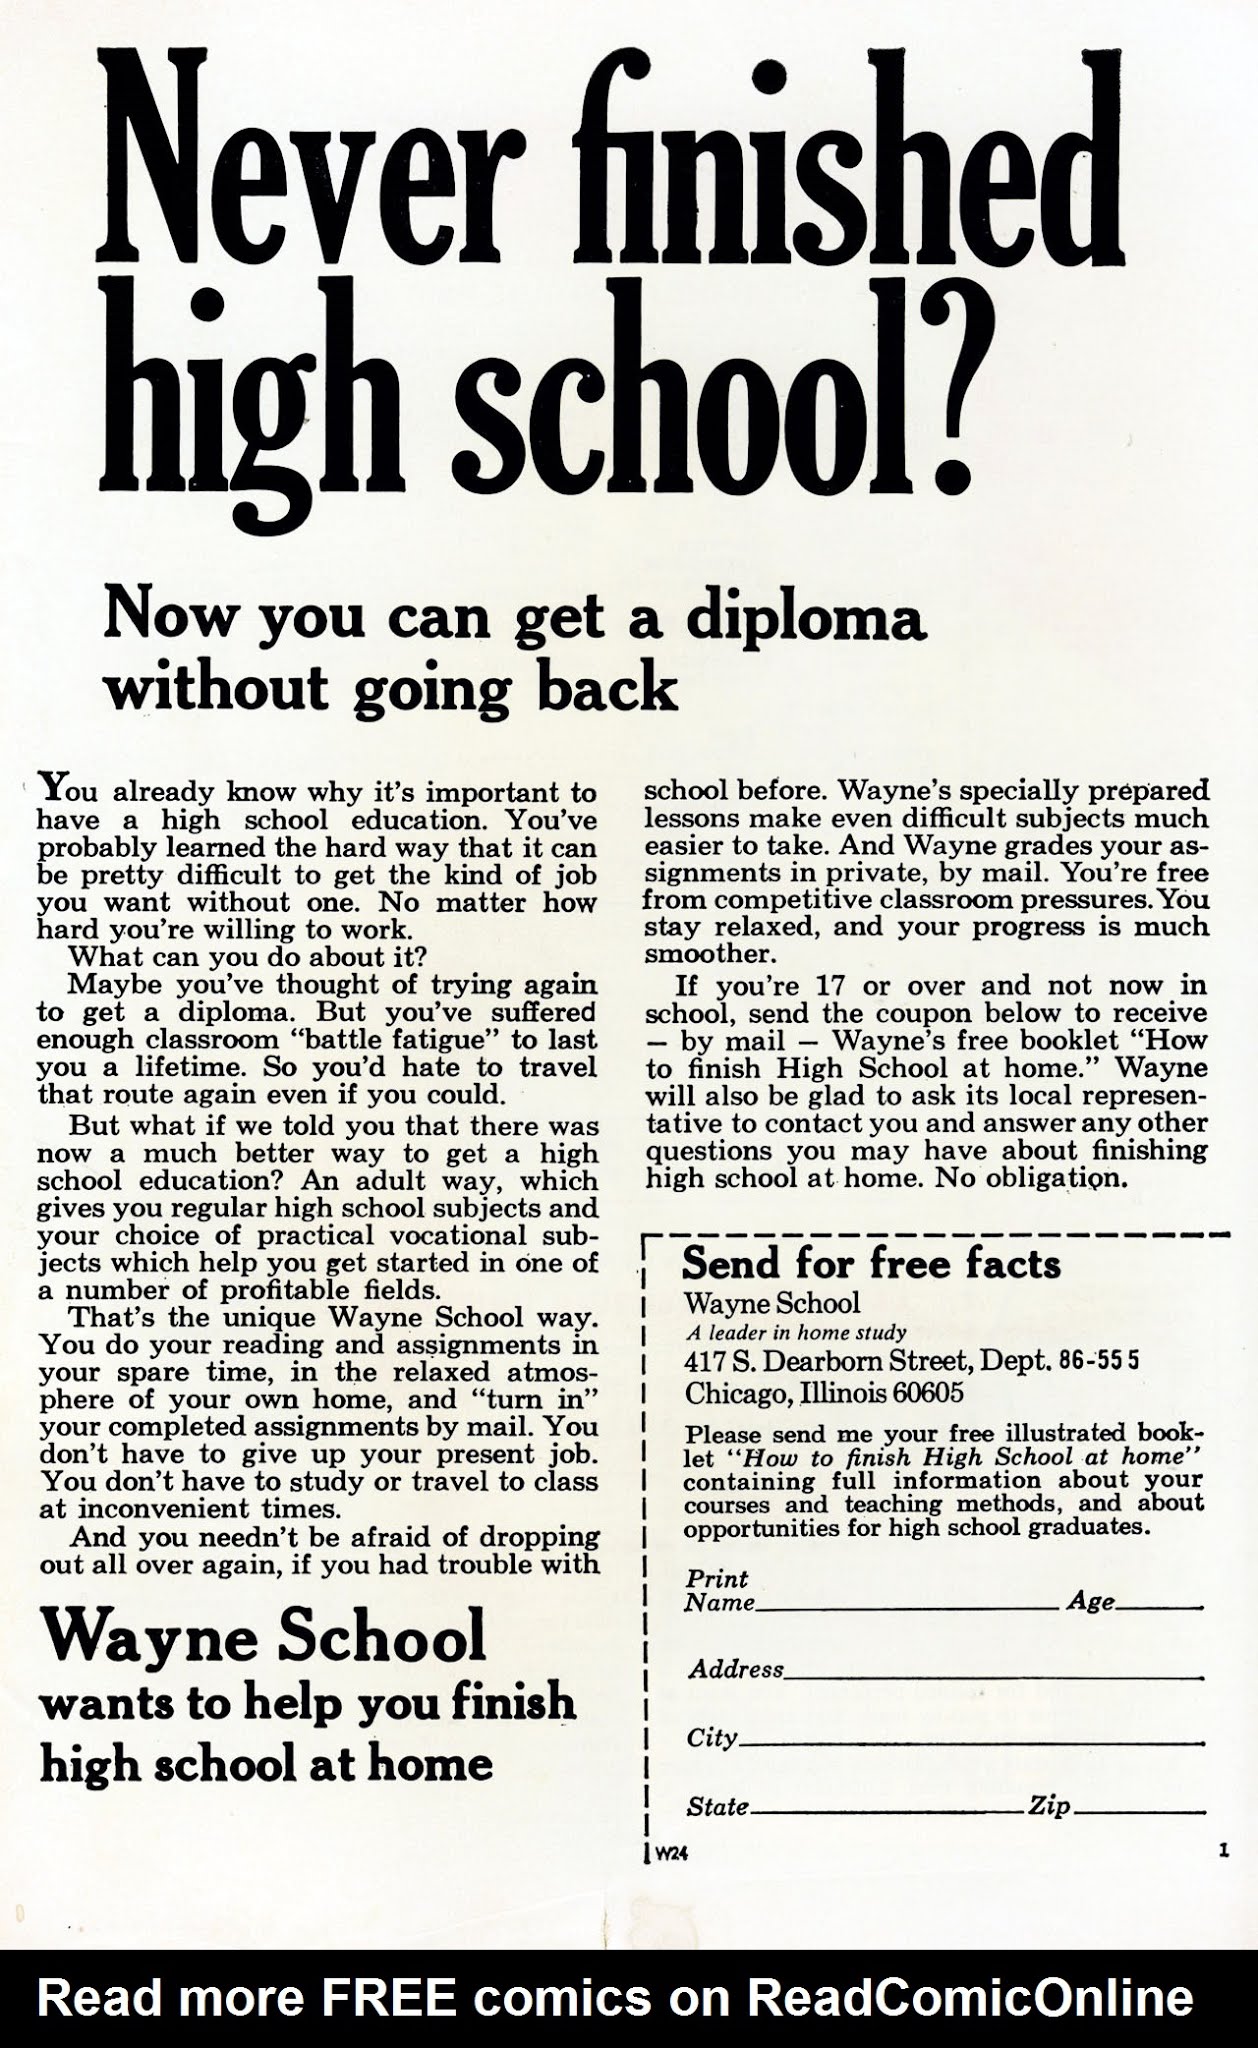 Never finished
high school?
Now you can get a diploma
without going back
You already know why it's important to
have a high school education. You've
probably learned the hard way that it can
be pretty difficult to get the kind of job
you want without one. No matter how
hard you're willing to work.
What can you do about it?
Maybe you've thought of trying again
to get a diploma. But you've suffered
enough classroom "battle fatigue" to last
you a lifetime. So you'd hate to travel
that route again even if you could.
But what if we told you that there was
now a much better way to get a high
school education? An adult way, which
gives you regular high school subjects and
your choice of practical vocational sub-
jects which help you get started in one of
a number of profitable fields.
That's the unique Wayne School way.
You do your reading and assignments in
your spare time, in the relaxed atmos-
phere of your own home, and "turn in"
your completed assignments by mail. You
don't have to give up your present job.
You don't have to study or travel to class
at inconvenient times.
And you needn't be afraid of dropping
out all over again, if you had trouble with
school before. Wayne's specially prepared
lessons make even difficult subjects much
easier to take. And Wayne grades your as-
signments in private, by mail. You're free
from competitive classroom pressures. You
stay relaxed, and your progress is much
smoother.
If you're 17 or over and not now in
school, send the coupon below to receive
— by mail — Wayne's free booklet "How
to finish High School at home." Wayne
will also be glad to ask its local represen-
tative to contact you and answer any other
questions you may have about finishing
high school at home. No obligation.
Wayne School
wants to help you finish
high school at home
Send for free facts
Wayne School
A leader in home study
417 S. Dearborn Street, Dept. 86-555
Chicago, Illinois 60605
Please send me your free illustrated book-
let "How to finish High School at home"
containing full information about your
courses and teaching methods, and about
opportunities for high school graduates.
Print
Name Age
Address
City
State Zip
W24 1
Read more FREE comics on ReadComicOnline